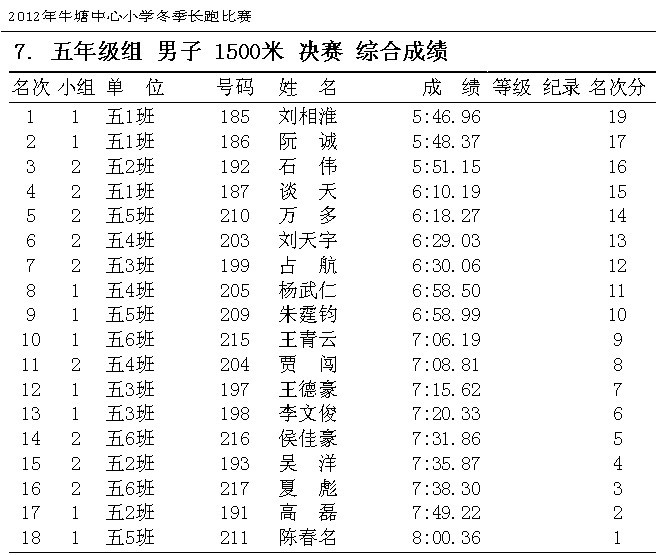 2012年牛塘中心小学冬季长跑比赛
7. 五年级组 男子 1500米 决赛 综合成绩
名次 小组 单 位 号码 姓 名 成 绩 等级 纪录 名次分
1 1 五1班 185 刘相淮 5:46.96 19
2 1 五1班 186 阮 诚 5:48.37 17
3 2 五2班 192 石 伟 5:51.15 16
4 2 五1班 187 谈 天 6:10.19 15
5 2 五5班 210 万 多 6:18.27 14
6 2 五4班 203 刘天宇 6:29.03 13
7 2 五3班 199 占 航 6:30.06 12
8 1 五4班 205 杨武仁 6:58.50 11
9 1 五5班 209 朱霆钧 6:58.99 10
10 1 五6班 215 王青云 7:06.19 9
11 2 五4班 204 贾 闯 7:08.81 8
12 1 五3班 197 王德豪 7:15.62 7
13 1 五3班 198 李文俊 7:20.33 6
14 2 五6班 216 侯佳豪 7:31.86 5
15 2 五2班 193 吴 洋 7:35.87 4
16 2 五6班 217 夏 彪 7:38.30 3
17 1 五2班 191 高 磊 7:49.22 2
18 1 五5班 211 陈春名 8:00.36 1